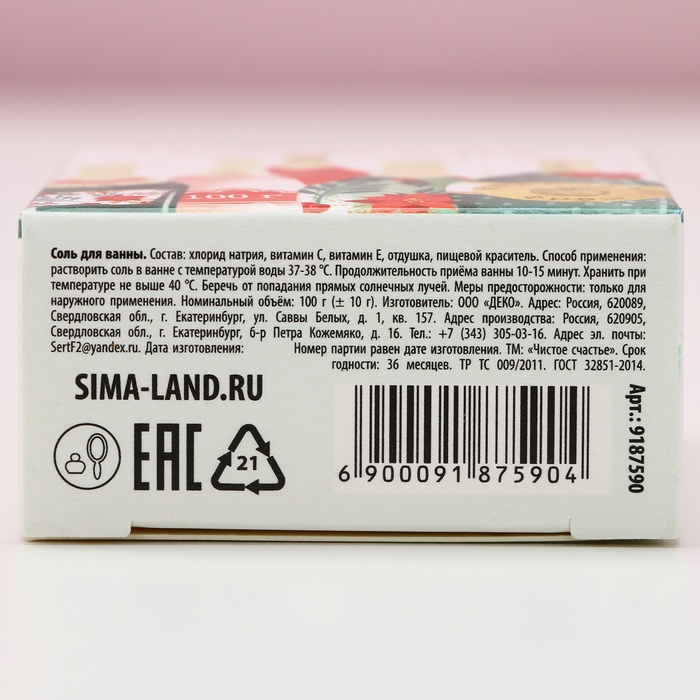 100 г
Соль для ванны. Состав: хлорид натрия, витамин С, витамин Е, отдушка, пищевой краситель. Способ применения:
растворить соль в ванне с температурой воды 37-38 °С. Продолжительность приёма ванны 10-15 минут. Хранить при
температуре не выше 40 °С. Беречь от попадания прямых солнечных лучей. Меры предосторожности: только для
наружного применения. Номинальный объём: 100 г (± 10 г). Изготовитель: ООО «ДЕКО». Адрес: Россия, 620089,
Свердловская обл., г. Екатеринбург, ул. Саввы Белых, д. 1, кв. 157. Адрес производства: Россия, 620905,
Свердловская обл., г. Екатеринбург, б-р Петра Кожемяко, д. 16. Тел.: +7 (343) 305-03-16. Адрес эл. почты:
SertF2@yandex.ru. Дата изготовления: Номер партии равен дате изготовления. ТМ: «Чистое счастье». Срок
годности: 36 месяцев. ТР ТС 009/2011. ГОСТ 32851-2014.
SIMA-LAND.RU
EAC
21
6 900091 875904
Арт.: 9187590